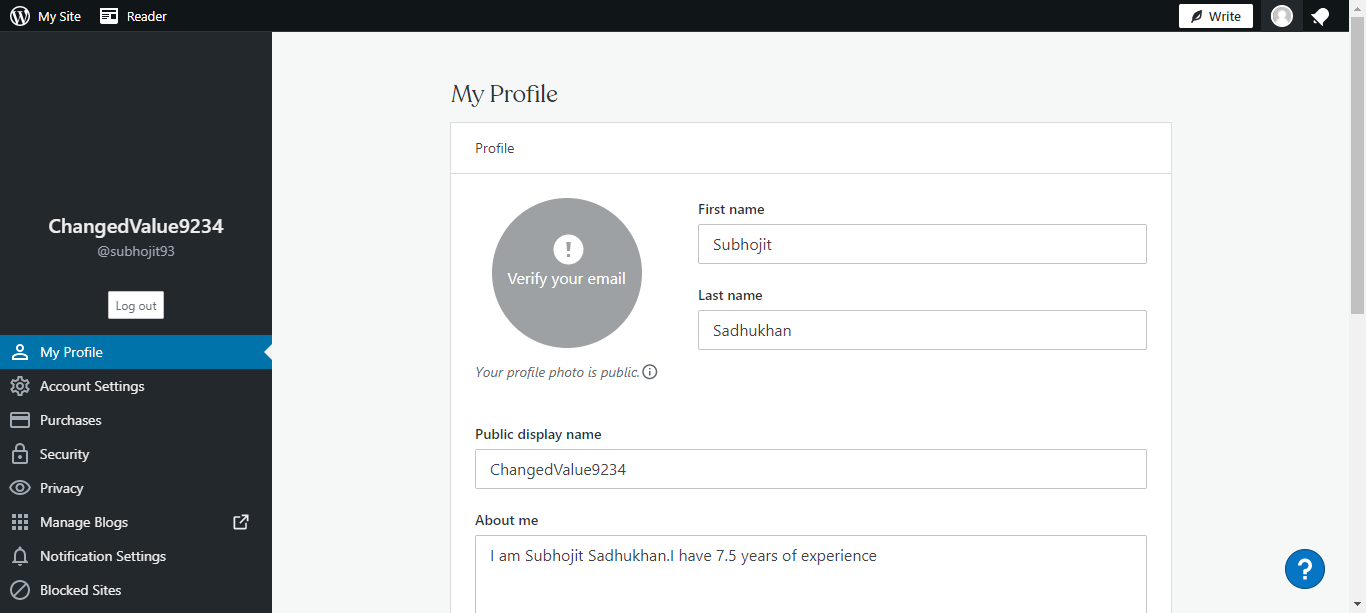 My Site
Reader
Write
ChangedValue9234
@subhojit93
Log out
My Profile
Account Settings
Purchases
Security
Privacy
Manage Blogs
Notification Settings
Blocked Sites
My Profile
Profile
!
Verify your email
Your profile photo is public.
First name
Subhojit
Last name
Sadhukhan
Public display name
ChangedValue9234
About me
I am Subhojit Sadhukhan.I have 7.5 years of experience
?